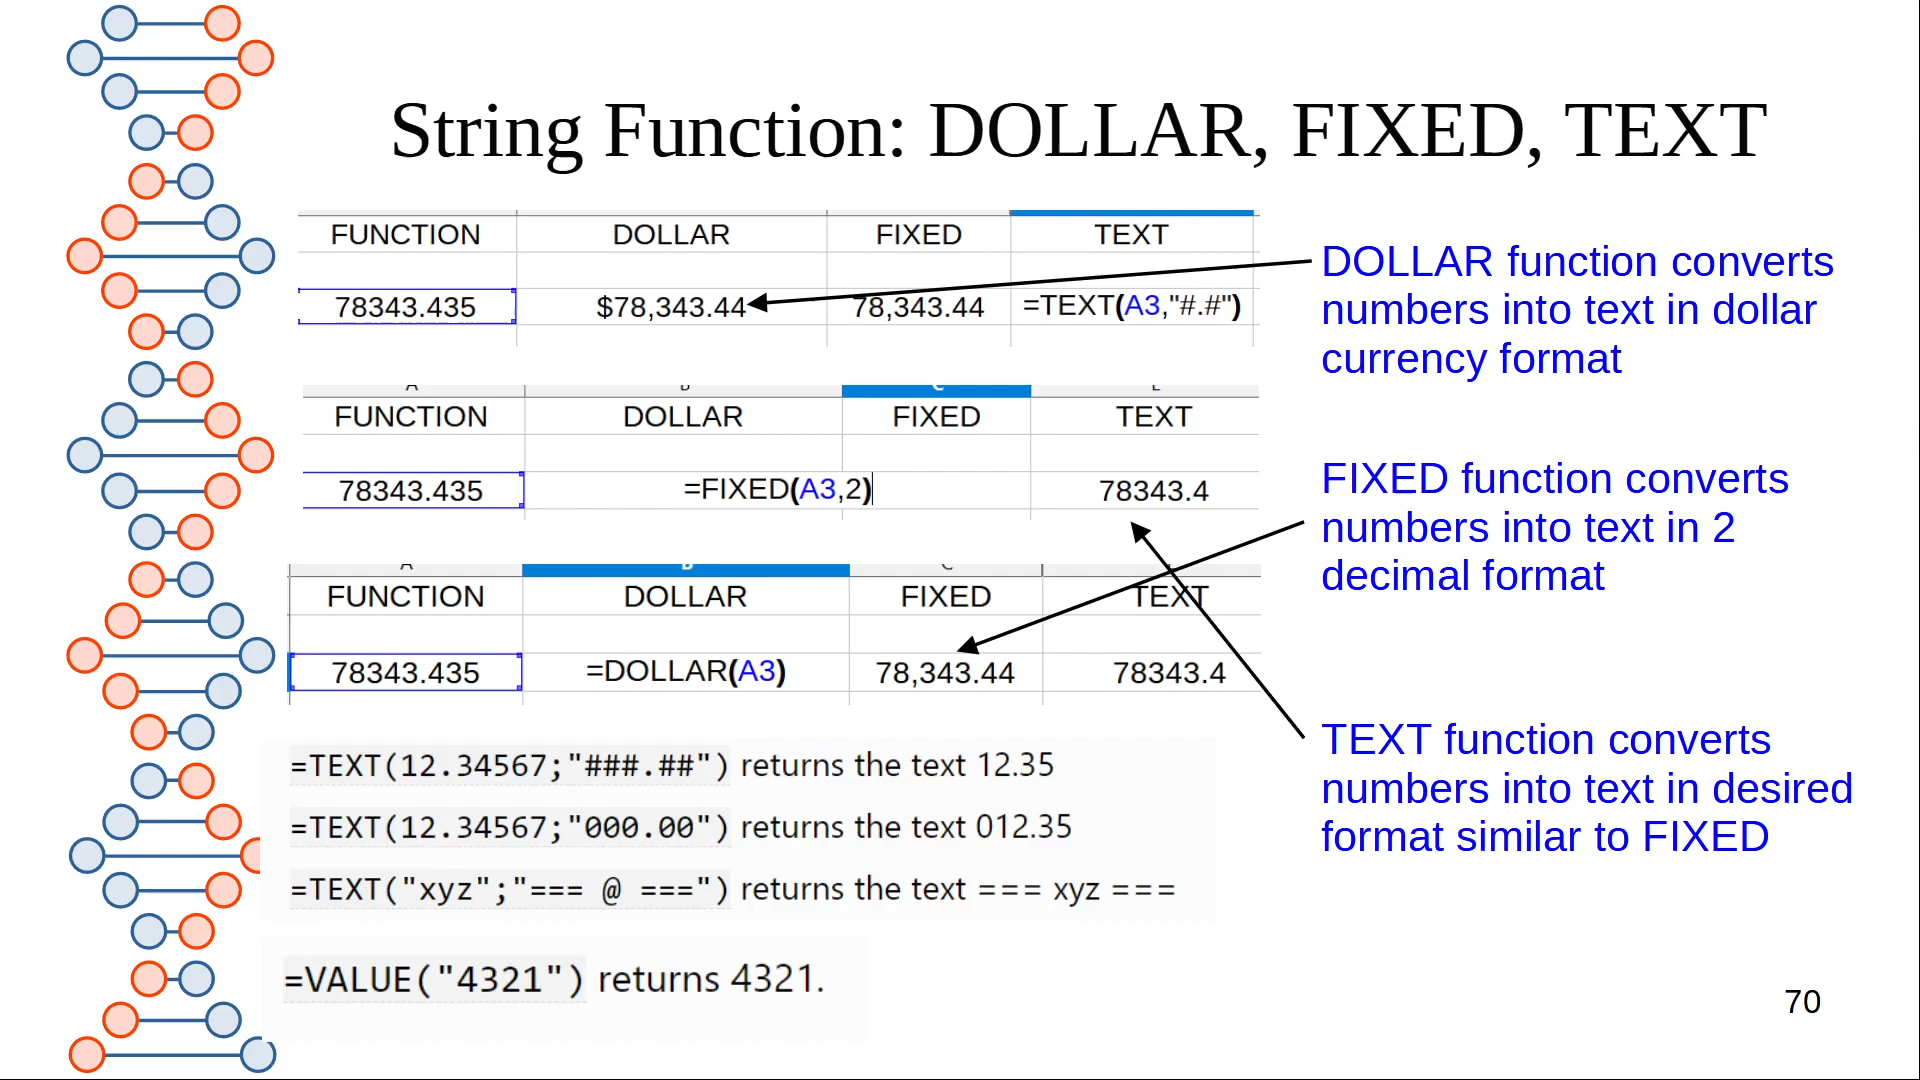 String Function: DOLLAR, FIXED, TEXT
FUNCTION DOLLAR FIXED TEXT
78343.435 $78,343.44 78,343.44 =TEXT(A3,"#.#")
FUNCTION DOLLAR FIXED TEXT
78343.435 =FIXED(A3,2) 78343.4
FUNCTION DOLLAR FIXED TEXT
78343.435 =DOLLAR(A3) 78,343.44 78343.4
=TEXT(12.34567;"###.##") returns the text 12.35
=TEXT(12.34567;"000.00") returns the text 012.35
=TEXT("xyz";"=== @ ===") returns the text === xyz ===
=VALUE("4321") returns 4321.
DOLLAR function converts
numbers into text in dollar
currency format
FIXED function converts
numbers into text in 2
decimal format
TEXT function converts
numbers into text in desired
format similar to FIXED
70